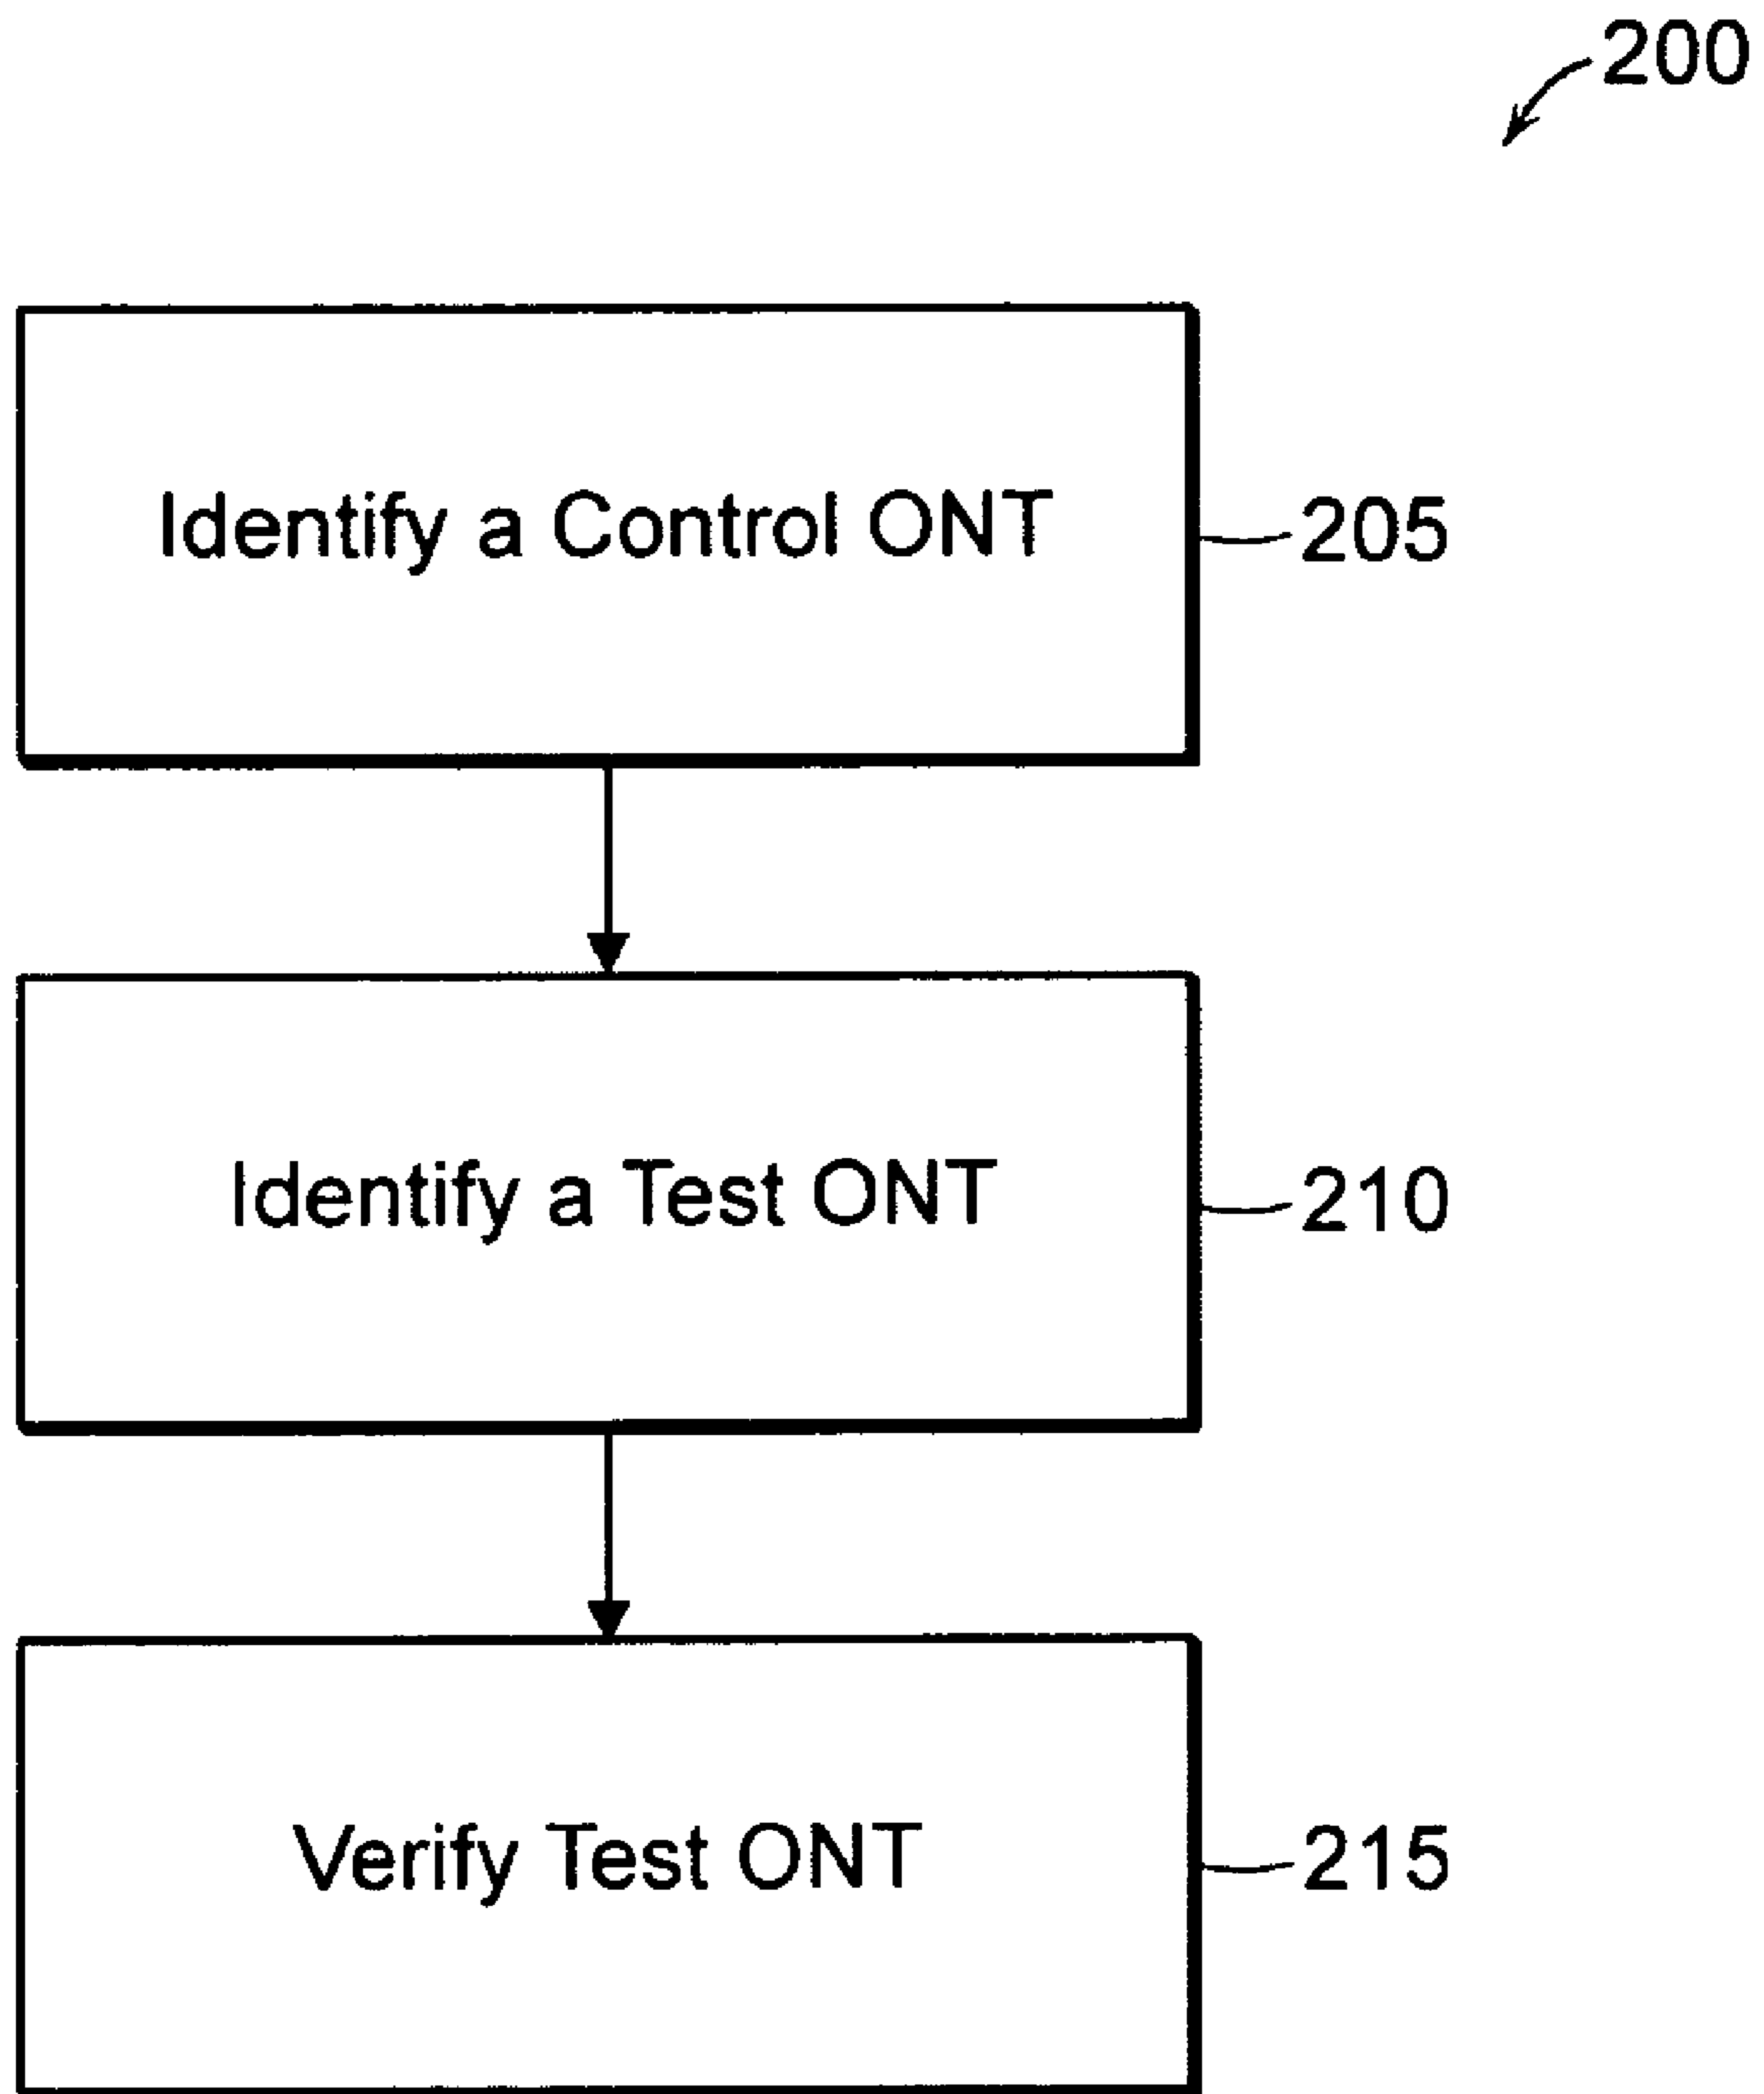 200
Identify a Control ONT
205
Identify a Test ONT
210
Verify Test ONT
215